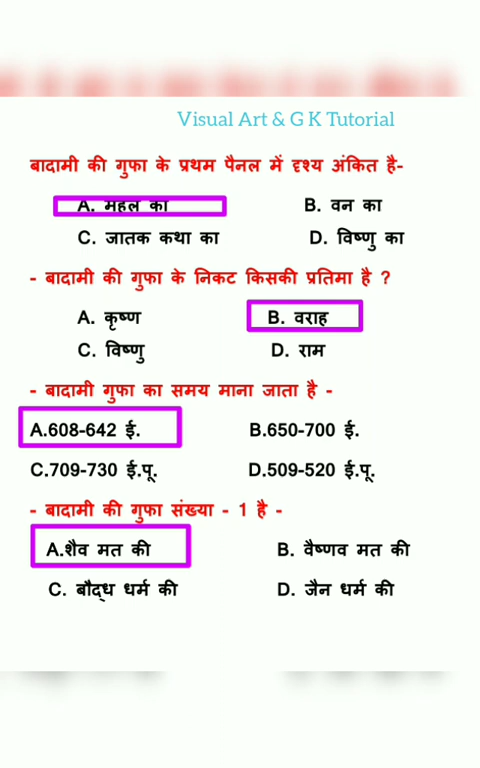 Visual Art & G K Tutorial
बादामी की गुफा के प्रथम पैनल में दृश्य अंकित है-
A. महल का B. वन का
C. जातक कथा का D. विष्णु का
- बादामी की गुफा के निकट किसकी प्रतिमा है ?
A. कृष्ण B. वराह
C. विष्णु D. राम
- बादामी गुफा का समय माना जाता है -
A.608-642 ई. B.650-700 ई.
C.709-730 ई.पू. D.509-520 ई.पू.
- बादामी की गुफा संख्या - 1 है -
A.शैव मत की B. वैष्णव मत की
C. बौद्ध धर्म की D. जैन धर्म की